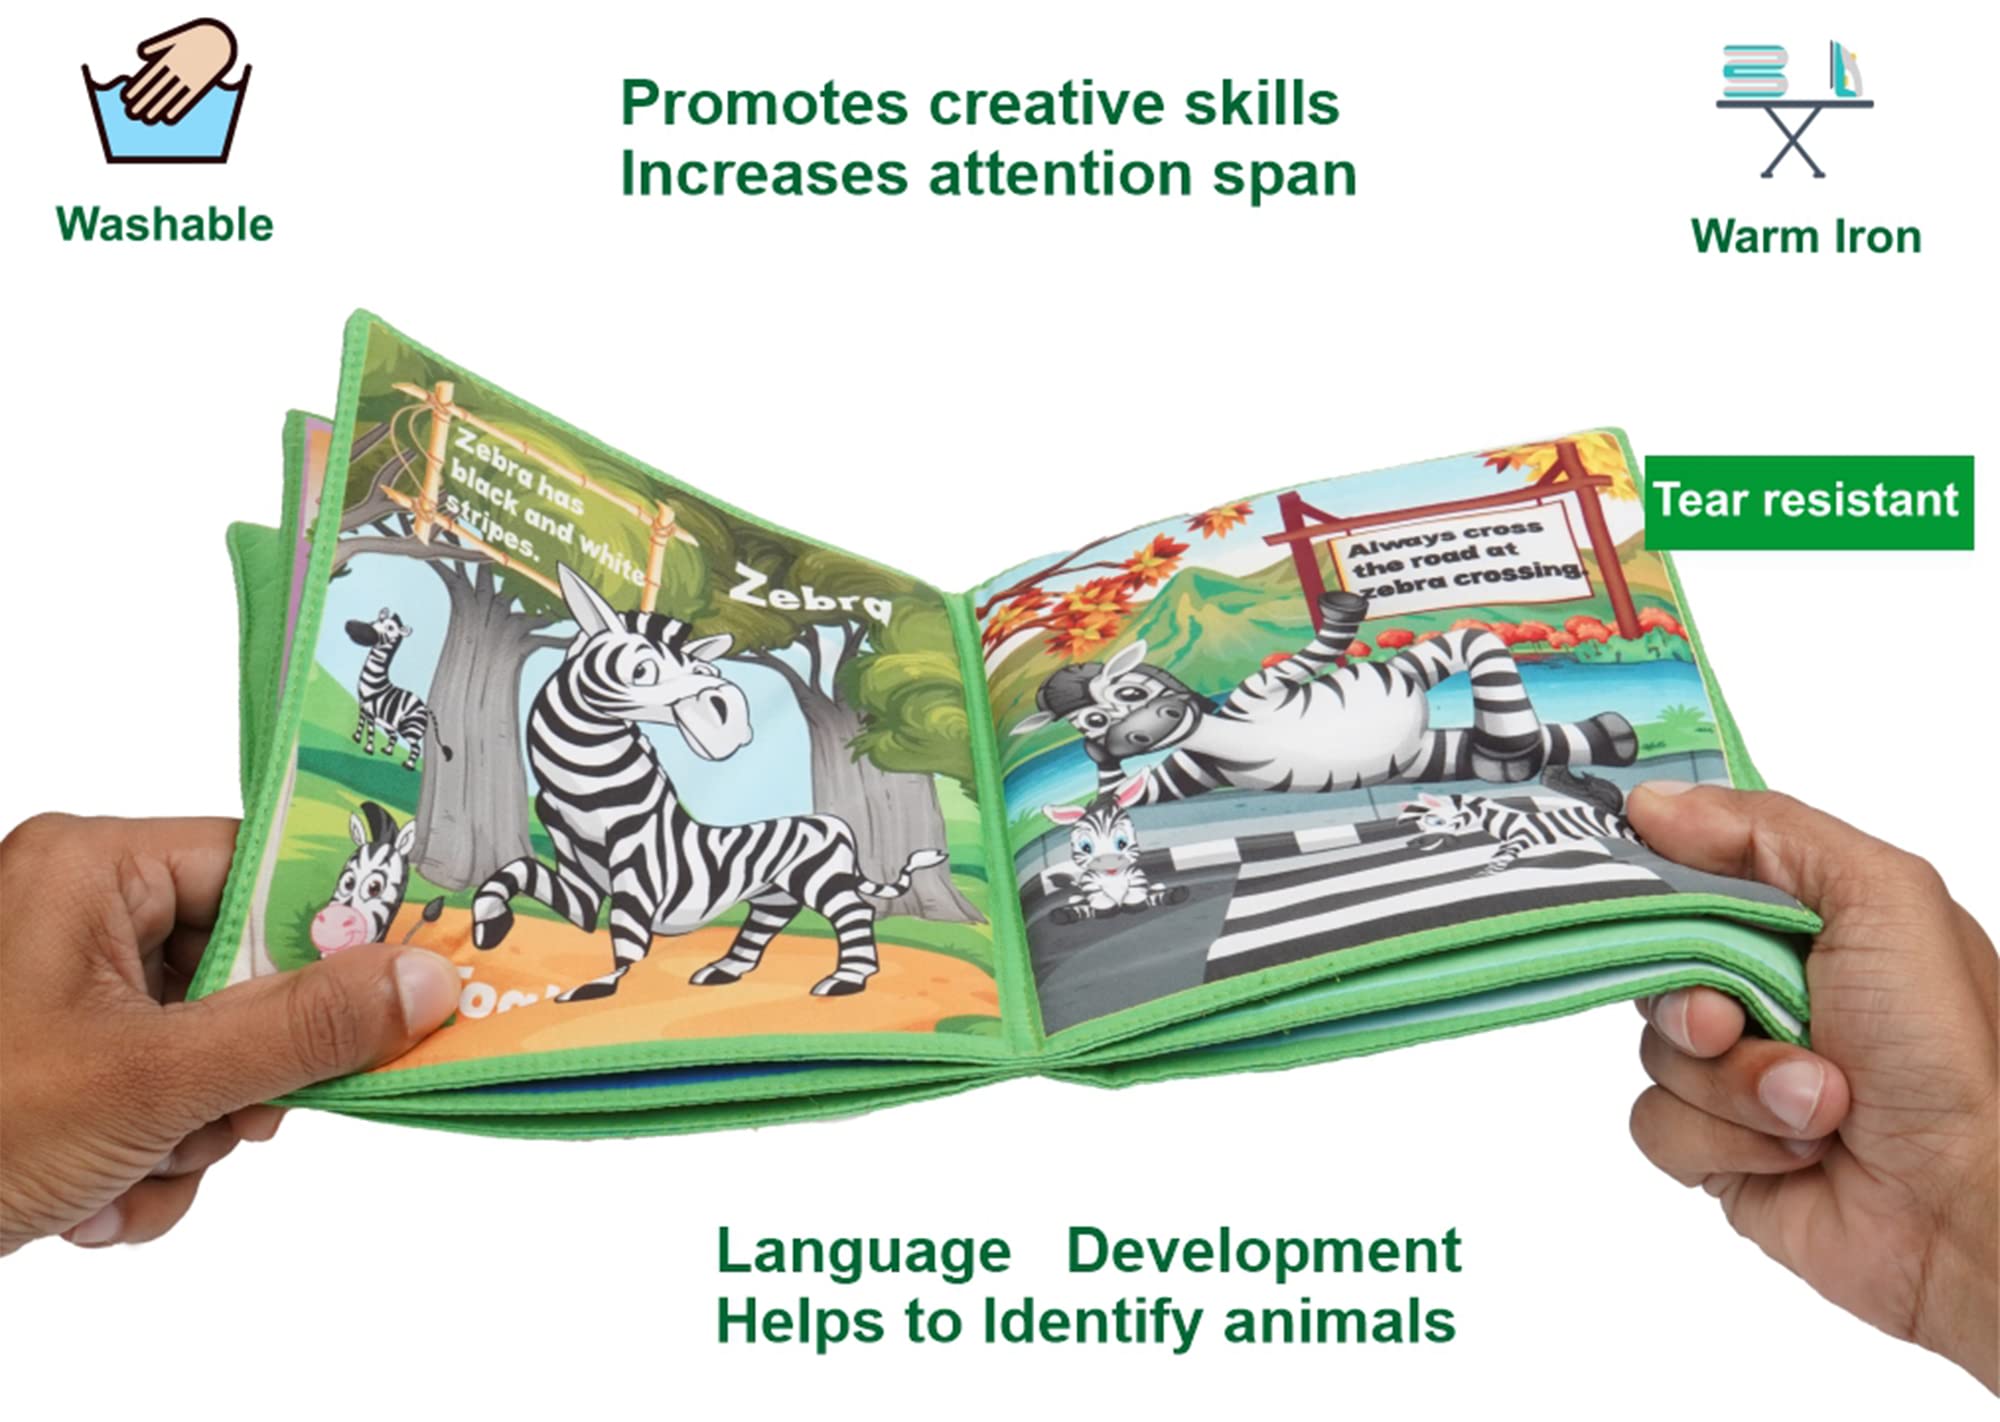 Promotes creative skills
Increases attention span
Washable
Warm Iron
Tear resistant
Zebra has
black and white
stripes.
Zebra
Always cross
the road at
zebra crossing.
Language Development
Helps to Identify animals